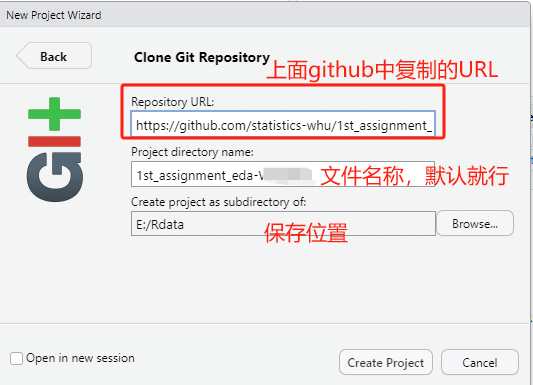 New Project Wizard
Back
Clone Git Repository
上面github中复制的URL
Repository URL:
https://github.com/statistics-whu/1st_assignment_
Project directory name:
1st_assignment_eda- 文件名称，默认就行
Create project as subdirectory of:
E:/Rdata
保存位置
Browse...
git
Open in new session
Create Project
Cancel